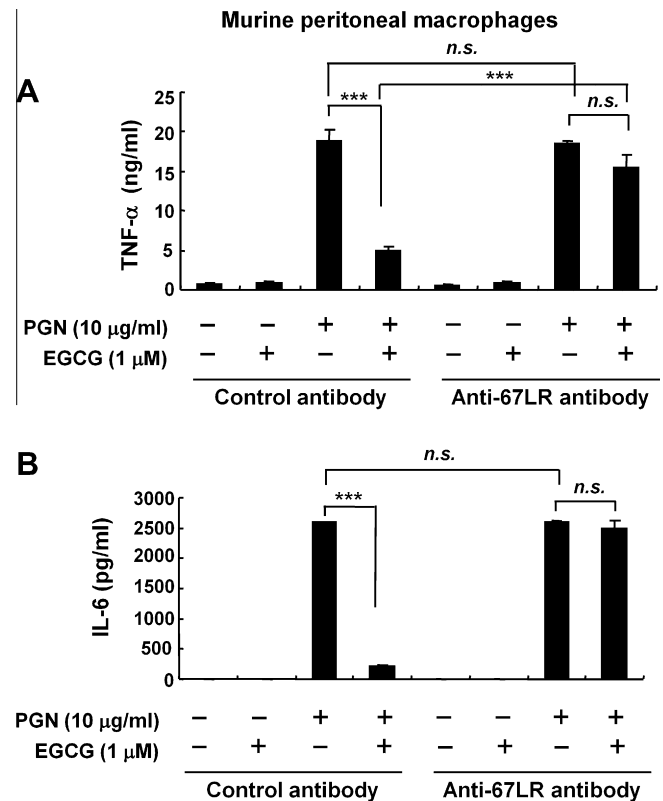 Murine peritoneal macrophages
A
n.s.
***
***
n.s.
TNF-α (ng/ml)
25
20
15
10
5
0
PGN (10 μg/ml) − − + + − − + +
EGCG (1 μM) − + − + − + − +
Control antibody Anti-67LR antibody
B
n.s.
***
n.s.
IL-6 (pg/ml)
3000
2500
2000
1500
1000
500
0
PGN (10 μg/ml) − − + + − − + +
EGCG (1 μM) − + − + − + − +
Control antibody Anti-67LR antibody